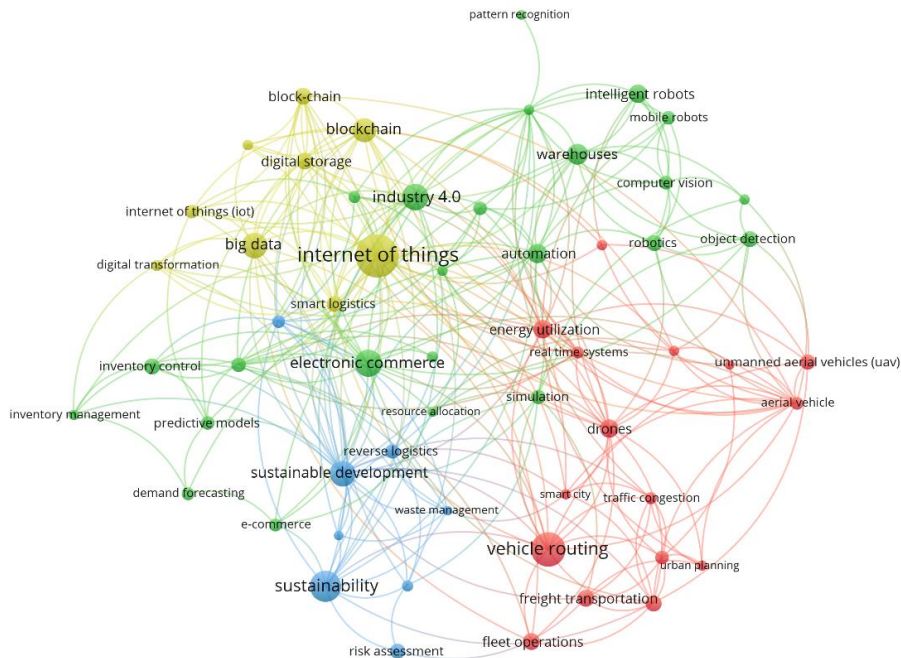 pattern recognition
block-chain
intelligent robots
mobile robots
blockchain
warehouses
digital storage
computer vision
industry 4.0
internet of things (iot)
big data
internet of things
automation
robotics
object detection
digital transformation
smart logistics
energy utilization
real time systems
unmanned aerial vehicles (uav)
inventory control
electronic commerce
aerial vehicle
simulation
inventory management
resource allocation
predictive models
drones
reverse logistics
sustainable development
demand forecasting
smart city
traffic congestion
waste management
e-commerce
vehicle routing
urban planning
sustainability
freight transportation
fleet operations
risk assessment